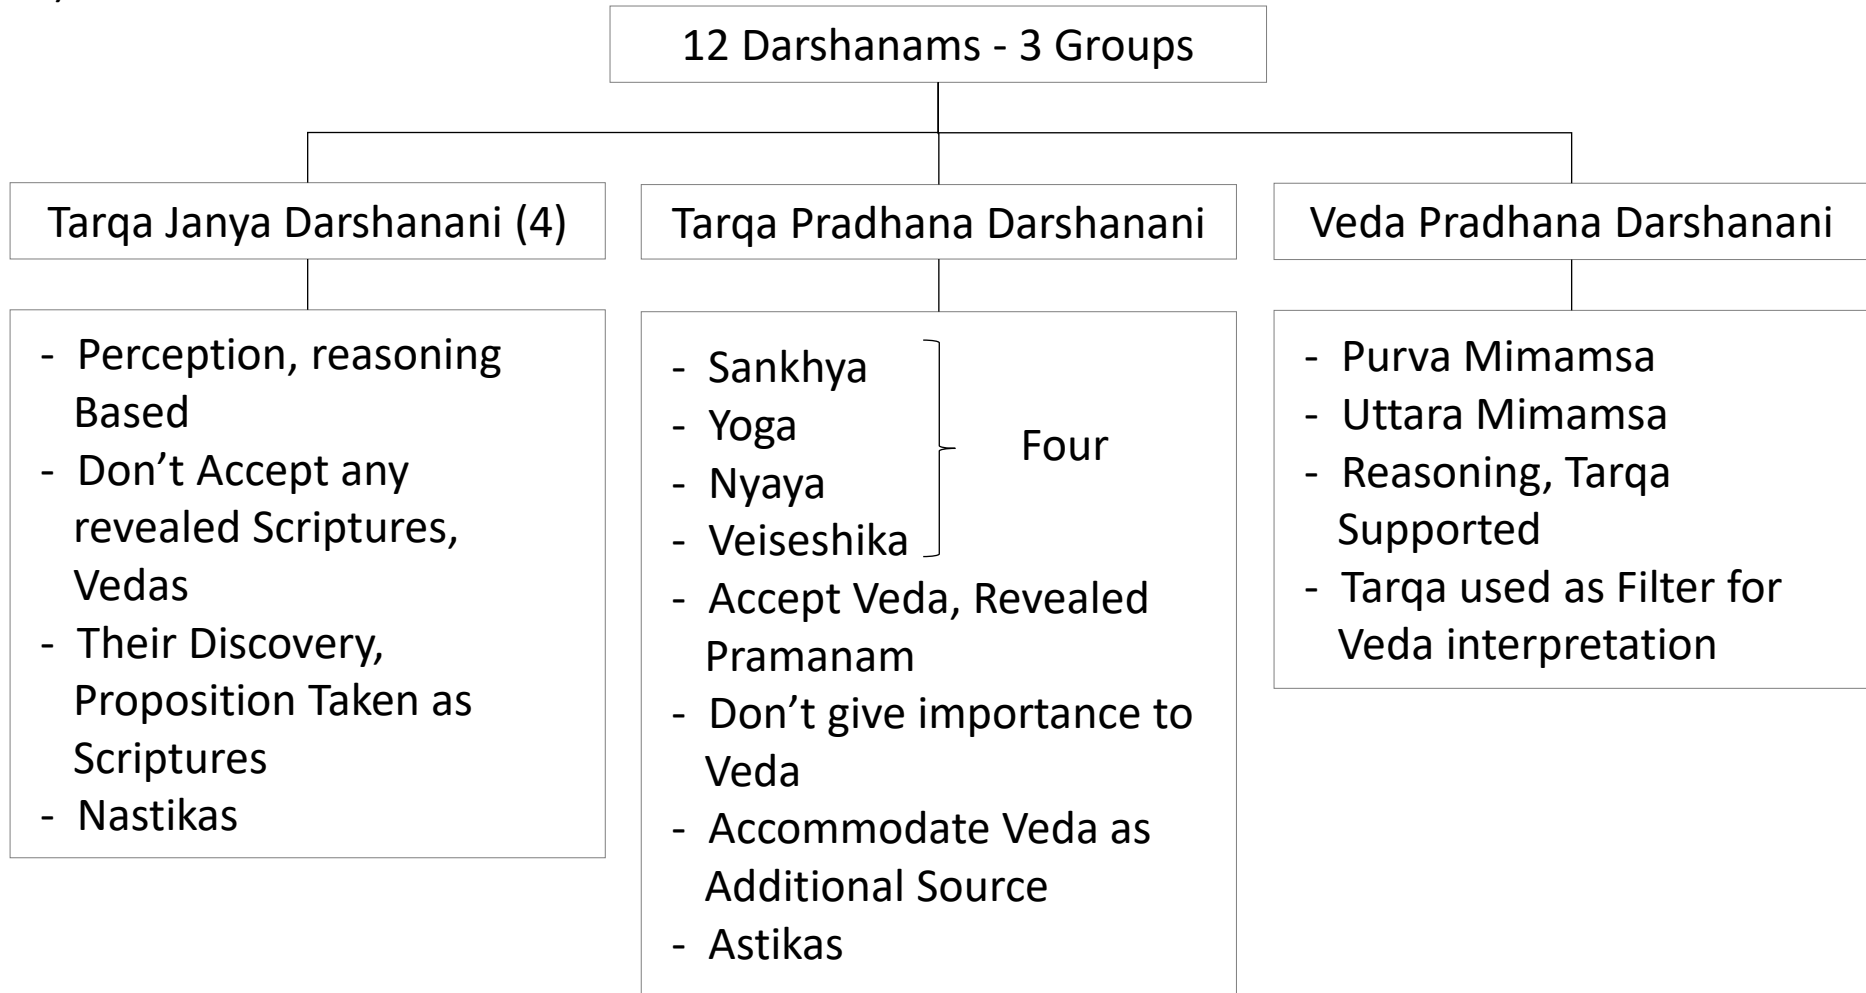 12 Darshanams - 3 Groups
Tarqa Janya Darshanani (4)
- Perception, reasoning
Based
- Don’t Accept any
revealed Scriptures,
Vedas
- Their Discovery,
Proposition Taken as
Scriptures
- Nastikas
Tarqa Pradhana Darshanani
- Sankhya
- Yoga
- Nyaya
- Veiseshika
Four
- Accept Veda, Revealed
Pramanam
- Don’t give importance to
Veda
- Accommodate Veda as
Additional Source
- Astikas
Veda Pradhana Darshanani
- Purva Mimamsa
- Uttara Mimamsa
- Reasoning, Tarqa
Supported
- Tarqa used as Filter for
Veda interpretation